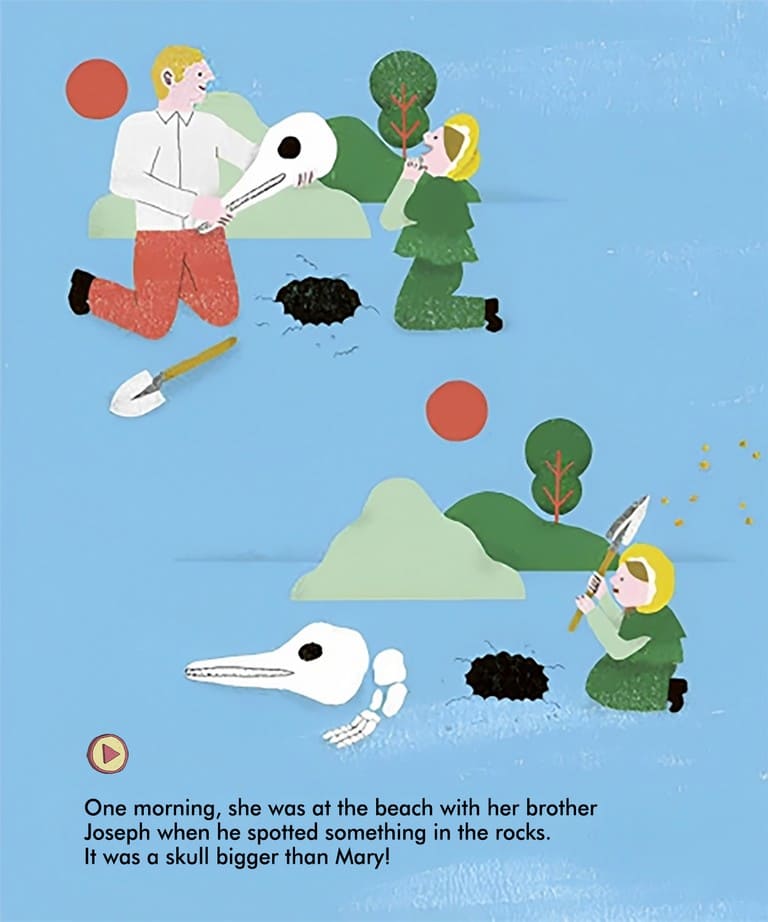 One morning, she was at the beach with her brother
Joseph when he spotted something in the rocks.
It was a skull bigger than Mary!